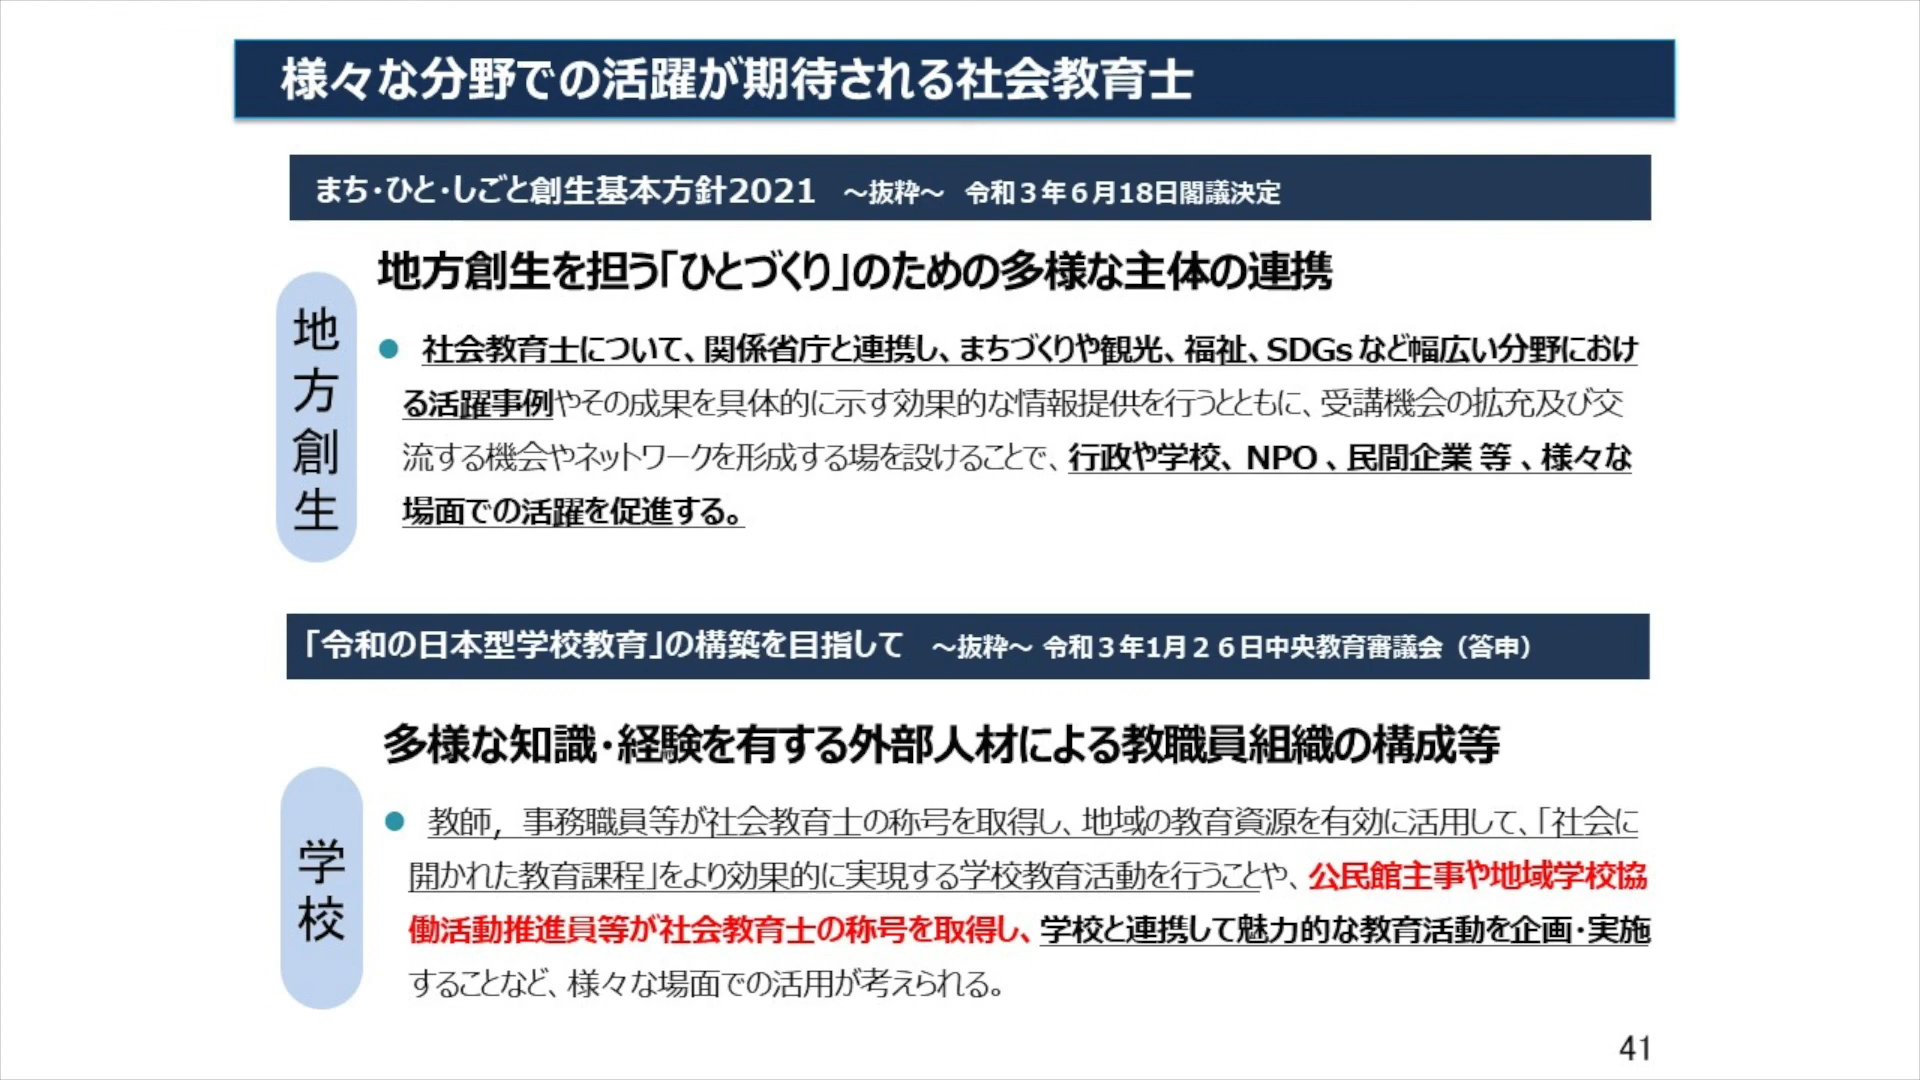 様々な分野での活躍が期待される社会教育士
まち・ひと・しごと創生基本方針2021 ～抜粋～ 令和３年６月18日閣議決定
地方創生
地方創生を担う「ひとづくり」のための多様な主体の連携
● 社会教育士について、関係省庁と連携し、まちづくりや観光、福祉、SDGs など幅広い分野におけ
る活躍事例やその成果を具体的に示す効果的な情報提供を行うとともに、受講機会の拡充及び交
流する機会やネットワークを形成する場を設けることで、行政や学校、NPO 、民間企業 等 、様々な
場面での活躍を促進する。
「令和の日本型学校教育」の構築を目指して ～抜粋～ 令和３年1月２６日中央教育審議会（答申）
学校
多様な知識・経験を有する外部人材による教職員組織の構成等
● 教師，事務職員等が社会教育士の称号を取得し、地域の教育資源を有効に活用して、「社会に
開かれた教育課程」をより効果的に実現する学校教育活動を行うことや、公民館主事や地域学校協
働活動推進員等が社会教育士の称号を取得し、学校と連携して魅力的な教育活動を企画・実施
することなど、様々な場面での活用が考えられる。
41